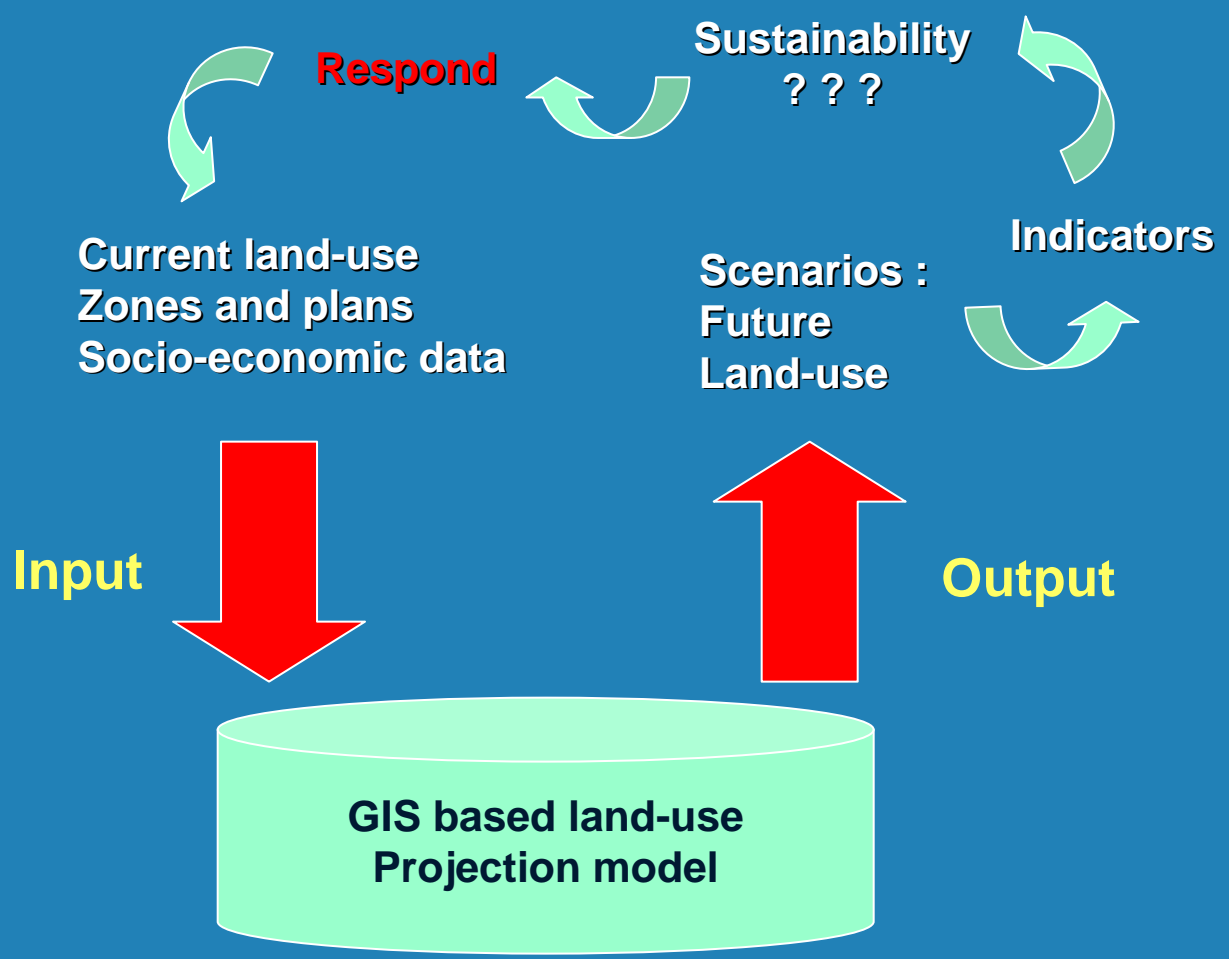 Respond
Sustainability
? ? ?
Current land-use
Zones and plans
Socio-economic data
Scenarios :
Future
Land-use
Indicators
Input
Output
GIS based land-use
Projection model